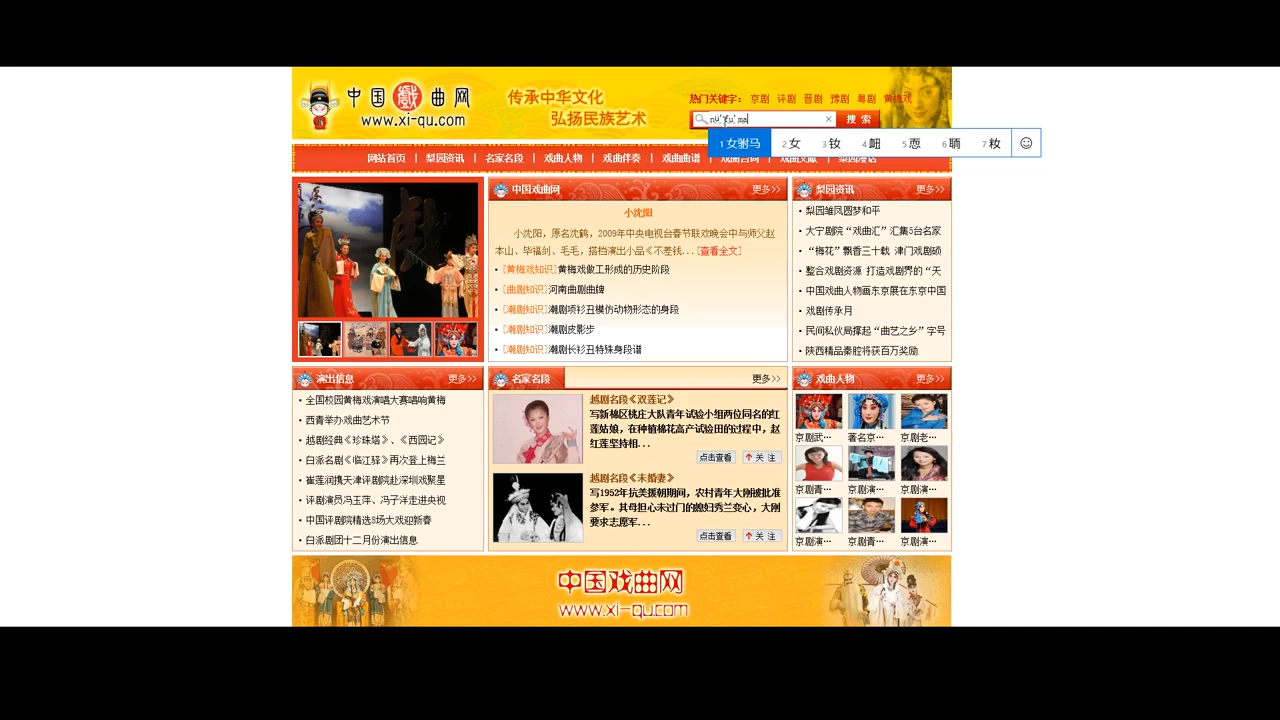 中国戲曲网
www.xi-qu.com
传承中华文化
弘扬民族艺术
热门关键字： 京剧 评剧 晋剧 豫剧 粤剧 黄梅戏
搜 索
1 女驸马 2 女 3 钕 4 衄 5 恧 6 聏 7 籹
网站首页 | 梨园资讯 | 名家名段 | 戏曲人物 | 戏曲伴奏 | 戏曲曲谱 | 戏曲台词 | 戏曲文献 | 梨园漫话
中国戏曲网 更多>>
小沈阳
小沈阳，原名沈鹤，2009年中央电视台春节联欢晚会中与师父赵
本山、毕福剑、毛毛，搭档演出小品《不差钱...[查看全文]
• [黄梅戏知识]黄梅戏做工形成的历史阶段
• [曲剧知识]河南曲剧曲牌
• [潮剧知识]潮剧项衫丑模仿动物形态的身段
• [潮剧知识]潮剧皮影步
• [潮剧知识]潮剧长衫丑特殊身段谱
梨园资讯 更多>>
• 梨园雏凤圆梦和平
• 大宁剧院“戏曲汇”汇集5台名家
• “梅花”飘香三十载 津门戏剧硕
• 整合戏剧资源 打造戏剧界的“天
• 中国戏曲人物画东京展在东京中国
• 戏剧传承月
• 民间私伙局撑起“曲艺之乡”字号
• 陕西精品秦腔将获百万奖励
演出信息 更多>>
• 全国校园黄梅戏演唱大赛唱响黄梅
• 西青举办戏曲艺术节
• 越剧经典《珍珠塔》、《西园记》
• 白派名剧《临江驿》再次登上梅兰
• 崔莲润携天津评剧院赴深圳戏聚星
• 评剧演员冯玉萍、冯子洋走进央视
• 中国评剧院精选8场大戏迎新春
• 白派剧团十二月份演出信息
名家名段 更多>>
越剧名段《双莲记》
写新棉区桃庄大队青年试验小组两位同名的红
莲姑娘，在种植棉花高产试验田的过程中，赵
红莲坚持相...
点击查看 关 注
越剧名段《未婚妻》
写1952年抗美援朝期间，农村青年大刚被批准
参军。其母担心未过门的媳妇秀兰变心，大刚
要求志愿军...
点击查看 关 注
戏曲人物 更多>>
京剧武… 著名京… 京剧老…
京剧青… 京剧演… 京剧演…
京剧演… 京剧青… 京剧演…
中国戏曲网
www.xi-qu.com